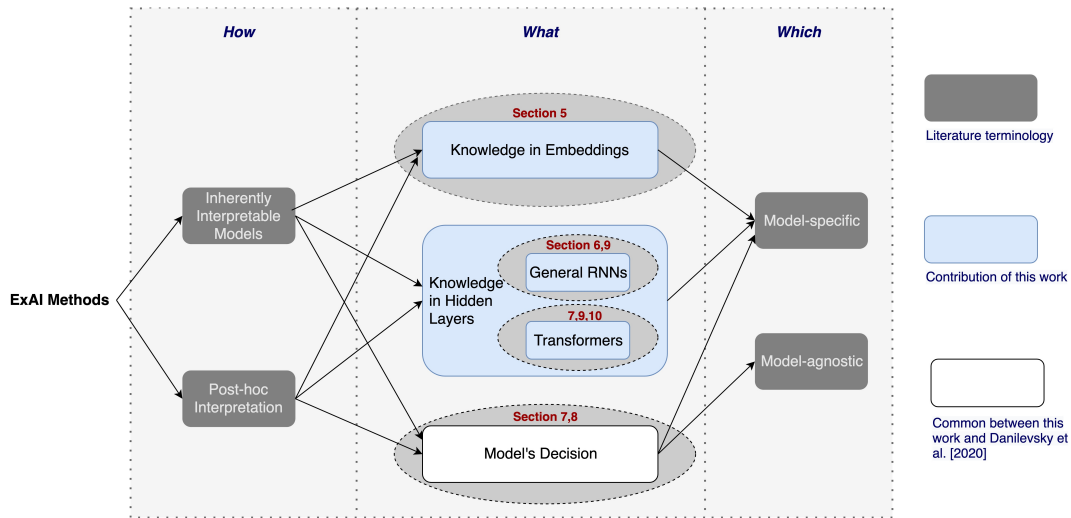 How
What
Which
Section 5
Knowledge in Embeddings
Inherently
Interpretable
Models
Model-specific
Section 6,9
General RNNs
Knowledge
in Hidden
Layers
7,9,10
Transformers
ExAI Methods
Model-agnostic
Post-hoc
Interpretation
Section 7,8
Model's Decision
Literature terminology
Contribution of this work
Common between this
work and Danilevsky et
al. [2020]